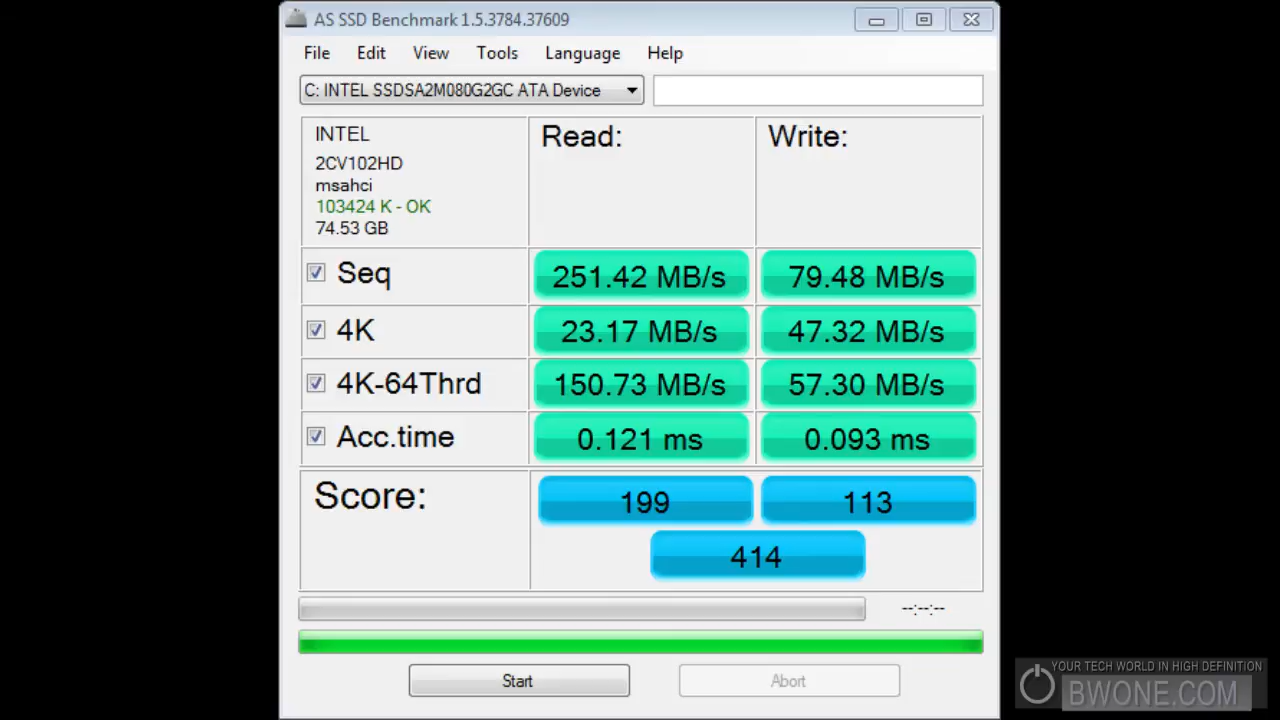 AS SSD Benchmark 1.5.3784.37609
File Edit View Tools Language Help
C: INTEL SSDSA2M080G2GC ATA Device
INTEL
2CV102HD
msahci
103424 K - OK
74.53 GB
Read: Write:
Seq 251.42 MB/s 79.48 MB/s
4K 23.17 MB/s 47.32 MB/s
4K-64Thrd 150.73 MB/s 57.30 MB/s
Acc.time 0.121 ms 0.093 ms
Score: 199 113
414
--:--:--
Start Abort
YOUR TECH WORLD IN HIGH DEFINITION
BWONE.COM